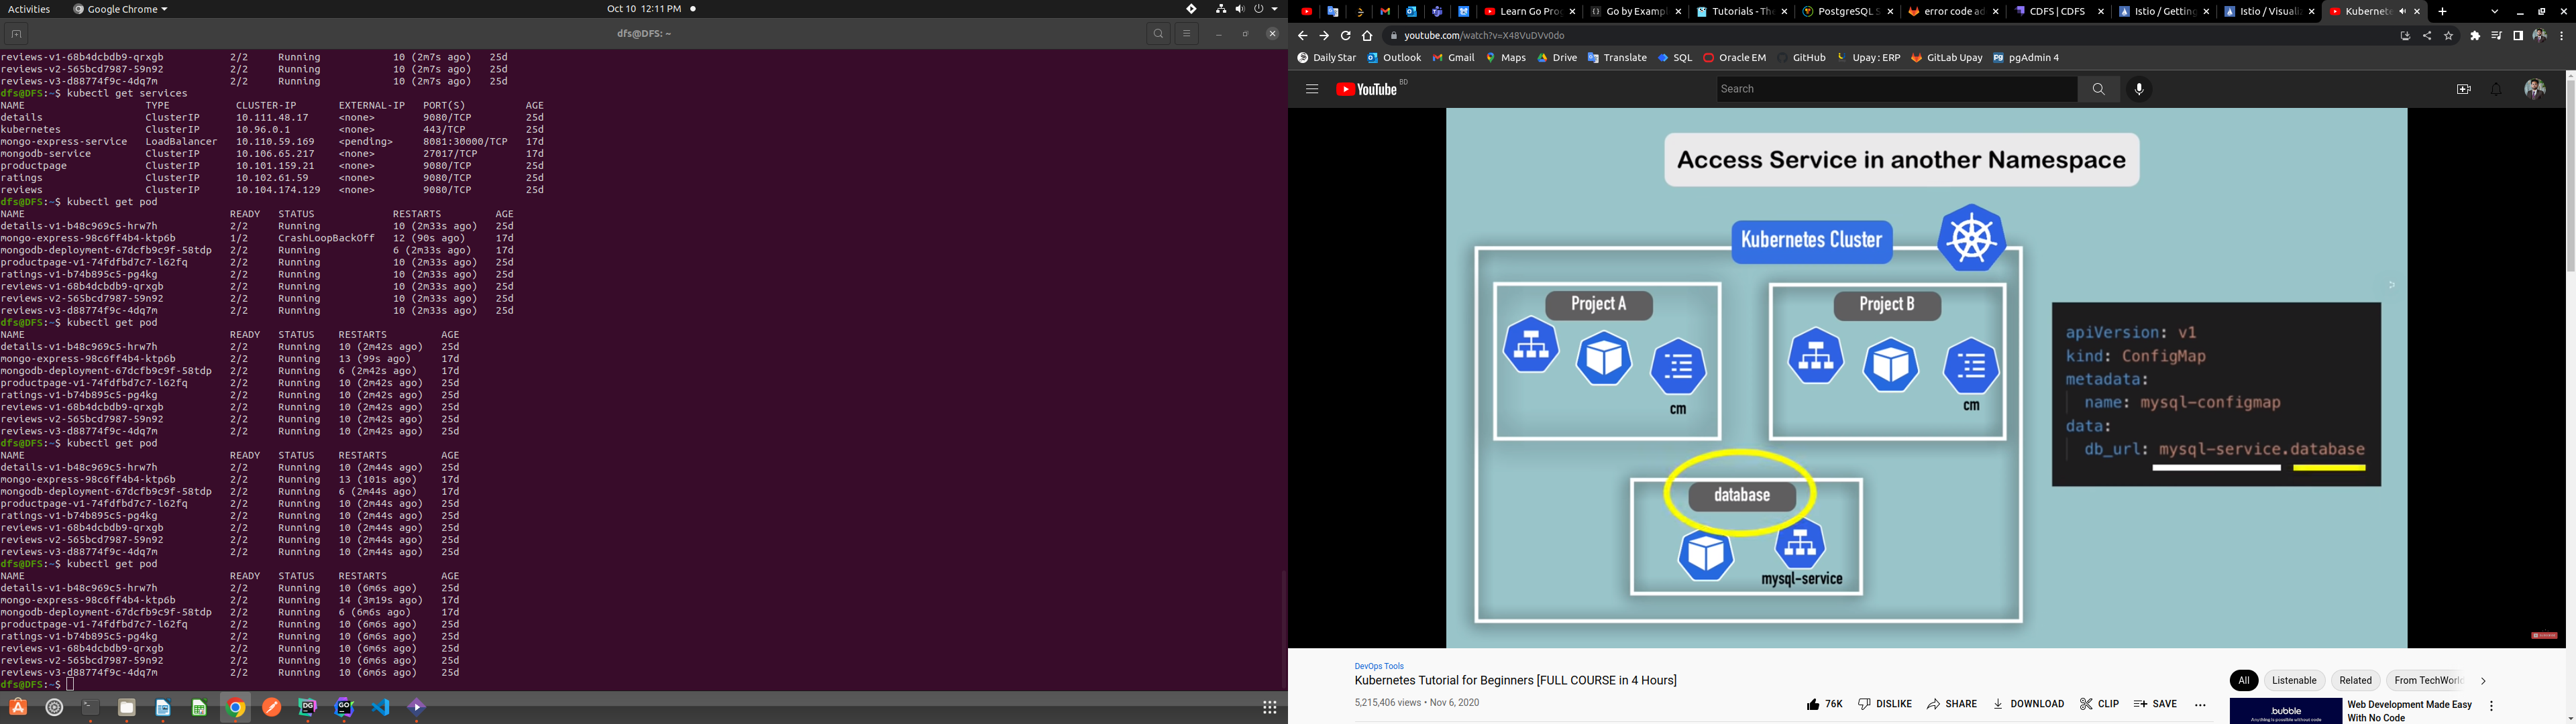 Activities
Google Chrome
Oct 10 12:11 PM
dfs@DFS: ~
reviews-v1-68b4dcbdb9-qrxgb 2/2 Running 10 (2m7s ago) 25d
reviews-v2-565bcd7987-59n92 2/2 Running 10 (2m7s ago) 25d
reviews-v3-d88774f9c-4dq7m 2/2 Running 10 (2m7s ago) 25d
dfs@DFS:~$ kubectl get services
NAME TYPE CLUSTER-IP EXTERNAL-IP PORT(S) AGE
details ClusterIP 10.111.48.17 <none> 9080/TCP 25d
kubernetes ClusterIP 10.96.0.1 <none> 443/TCP 25d
mongo-express-service LoadBalancer 10.110.59.169 <pending> 8081:30000/TCP 17d
mongodb-service ClusterIP 10.106.65.217 <none> 27017/TCP 17d
productpage ClusterIP 10.101.159.21 <none> 9080/TCP 25d
ratings ClusterIP 10.102.61.59 <none> 9080/TCP 25d
reviews ClusterIP 10.104.174.129 <none> 9080/TCP 25d
dfs@DFS:~$ kubectl get pod
NAME READY STATUS RESTARTS AGE
details-v1-b48c969c5-hrw7h 2/2 Running 10 (2m33s ago) 25d
mongo-express-98c6ff4b4-ktp6b 1/2 CrashLoopBackOff 12 (90s ago) 17d
mongodb-deployment-67dcfb9c9f-58tdp 2/2 Running 6 (2m33s ago) 17d
productpage-v1-74fdfbd7c7-l62fq 2/2 Running 10 (2m33s ago) 25d
ratings-v1-b74b895c5-pg4kg 2/2 Running 10 (2m33s ago) 25d
reviews-v1-68b4dcbdb9-qrxgb 2/2 Running 10 (2m33s ago) 25d
reviews-v2-565bcd7987-59n92 2/2 Running 10 (2m33s ago) 25d
reviews-v3-d88774f9c-4dq7m 2/2 Running 10 (2m33s ago) 25d
dfs@DFS:~$ kubectl get pod
NAME READY STATUS RESTARTS AGE
details-v1-b48c969c5-hrw7h 2/2 Running 10 (2m42s ago) 25d
mongo-express-98c6ff4b4-ktp6b 2/2 Running 13 (99s ago) 17d
mongodb-deployment-67dcfb9c9f-58tdp 2/2 Running 6 (2m42s ago) 17d
productpage-v1-74fdfbd7c7-l62fq 2/2 Running 10 (2m42s ago) 25d
ratings-v1-b74b895c5-pg4kg 2/2 Running 10 (2m42s ago) 25d
reviews-v1-68b4dcbdb9-qrxgb 2/2 Running 10 (2m42s ago) 25d
reviews-v2-565bcd7987-59n92 2/2 Running 10 (2m42s ago) 25d
reviews-v3-d88774f9c-4dq7m 2/2 Running 10 (2m42s ago) 25d
dfs@DFS:~$ kubectl get pod
NAME READY STATUS RESTARTS AGE
details-v1-b48c969c5-hrw7h 2/2 Running 10 (2m44s ago) 25d
mongo-express-98c6ff4b4-ktp6b 2/2 Running 13 (101s ago) 17d
mongodb-deployment-67dcfb9c9f-58tdp 2/2 Running 6 (2m44s ago) 17d
productpage-v1-74fdfbd7c7-l62fq 2/2 Running 10 (2m44s ago) 25d
ratings-v1-b74b895c5-pg4kg 2/2 Running 10 (2m44s ago) 25d
reviews-v1-68b4dcbdb9-qrxgb 2/2 Running 10 (2m44s ago) 25d
reviews-v2-565bcd7987-59n92 2/2 Running 10 (2m44s ago) 25d
reviews-v3-d88774f9c-4dq7m 2/2 Running 10 (2m44s ago) 25d
dfs@DFS:~$ kubectl get pod
NAME READY STATUS RESTARTS AGE
details-v1-b48c969c5-hrw7h 2/2 Running 10 (6m6s ago) 25d
mongo-express-98c6ff4b4-ktp6b 2/2 Running 14 (3m19s ago) 17d
mongodb-deployment-67dcfb9c9f-58tdp 2/2 Running 6 (6m6s ago) 17d
productpage-v1-74fdfbd7c7-l62fq 2/2 Running 10 (6m6s ago) 25d
ratings-v1-b74b895c5-pg4kg 2/2 Running 10 (6m6s ago) 25d
reviews-v1-68b4dcbdb9-qrxgb 2/2 Running 10 (6m6s ago) 25d
reviews-v2-565bcd7987-59n92 2/2 Running 10 (6m6s ago) 25d
reviews-v3-d88774f9c-4dq7m 2/2 Running 10 (6m6s ago) 25d
dfs@DFS:~$
Learn Go Pro Go by Examp Tutorials - The PostgreSQL S error code ad CDFS | CDFS Istio / Getting Istio / Visuali Kubernet
youtube.com/watch?v=X48VuDVv0do
Daily Star Outlook Gmail Maps Drive Translate SQL Oracle EM GitHub Upay : ERP GitLab Upay pgAdmin 4
YouTube BD
Search
Access Service in another Namespace
Kubernetes Cluster
Project A
Project B
cm
cm
database
mysql-service
apiVersion: v1
kind: ConfigMap
metadata:
name: mysql-configmap
data:
db_url: mysql-service.database
DevOps Tools
Kubernetes Tutorial for Beginners [FULL COURSE in 4 Hours]
5,215,406 views • Nov 6, 2020
76K DISLIKE SHARE DOWNLOAD CLIP SAVE
All Listenable Related From TechWorld
.bubble
Anything is possible without code
Web Development Made Easy
With No Code